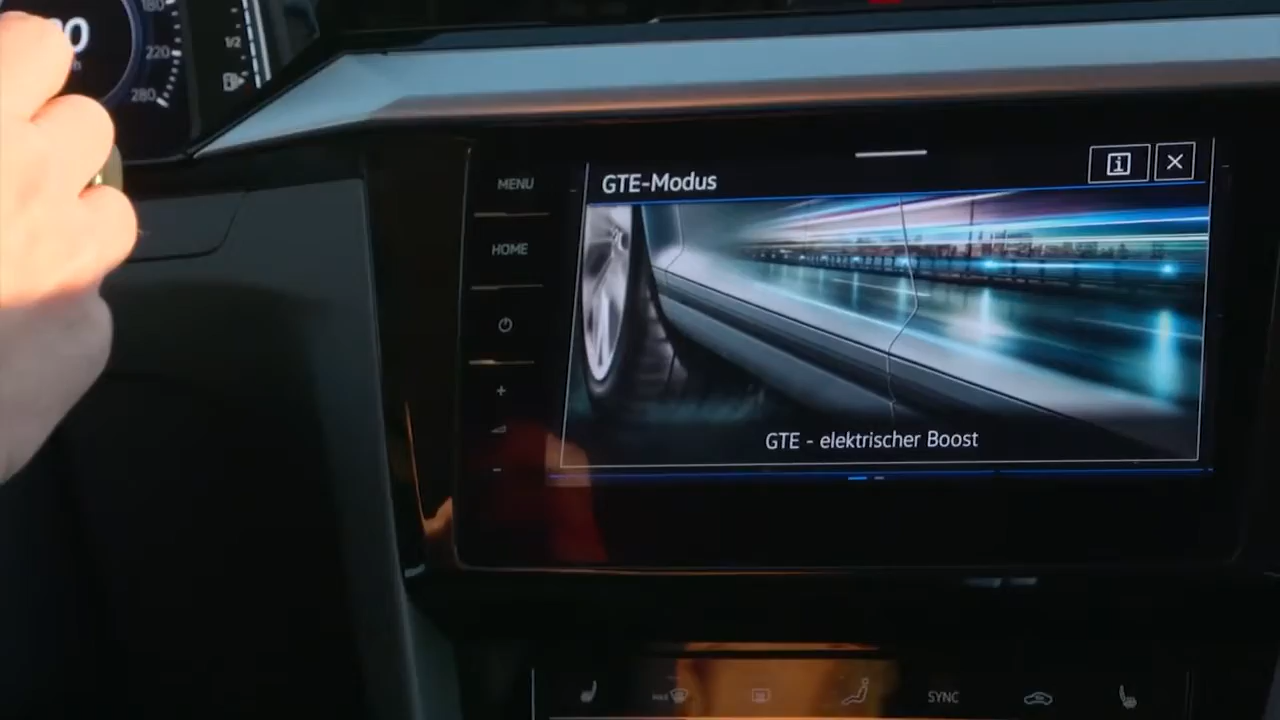 180
220
280
1/2
MENU
HOME
GTE-Modus
GTE - elektrischer Boost
SYNC